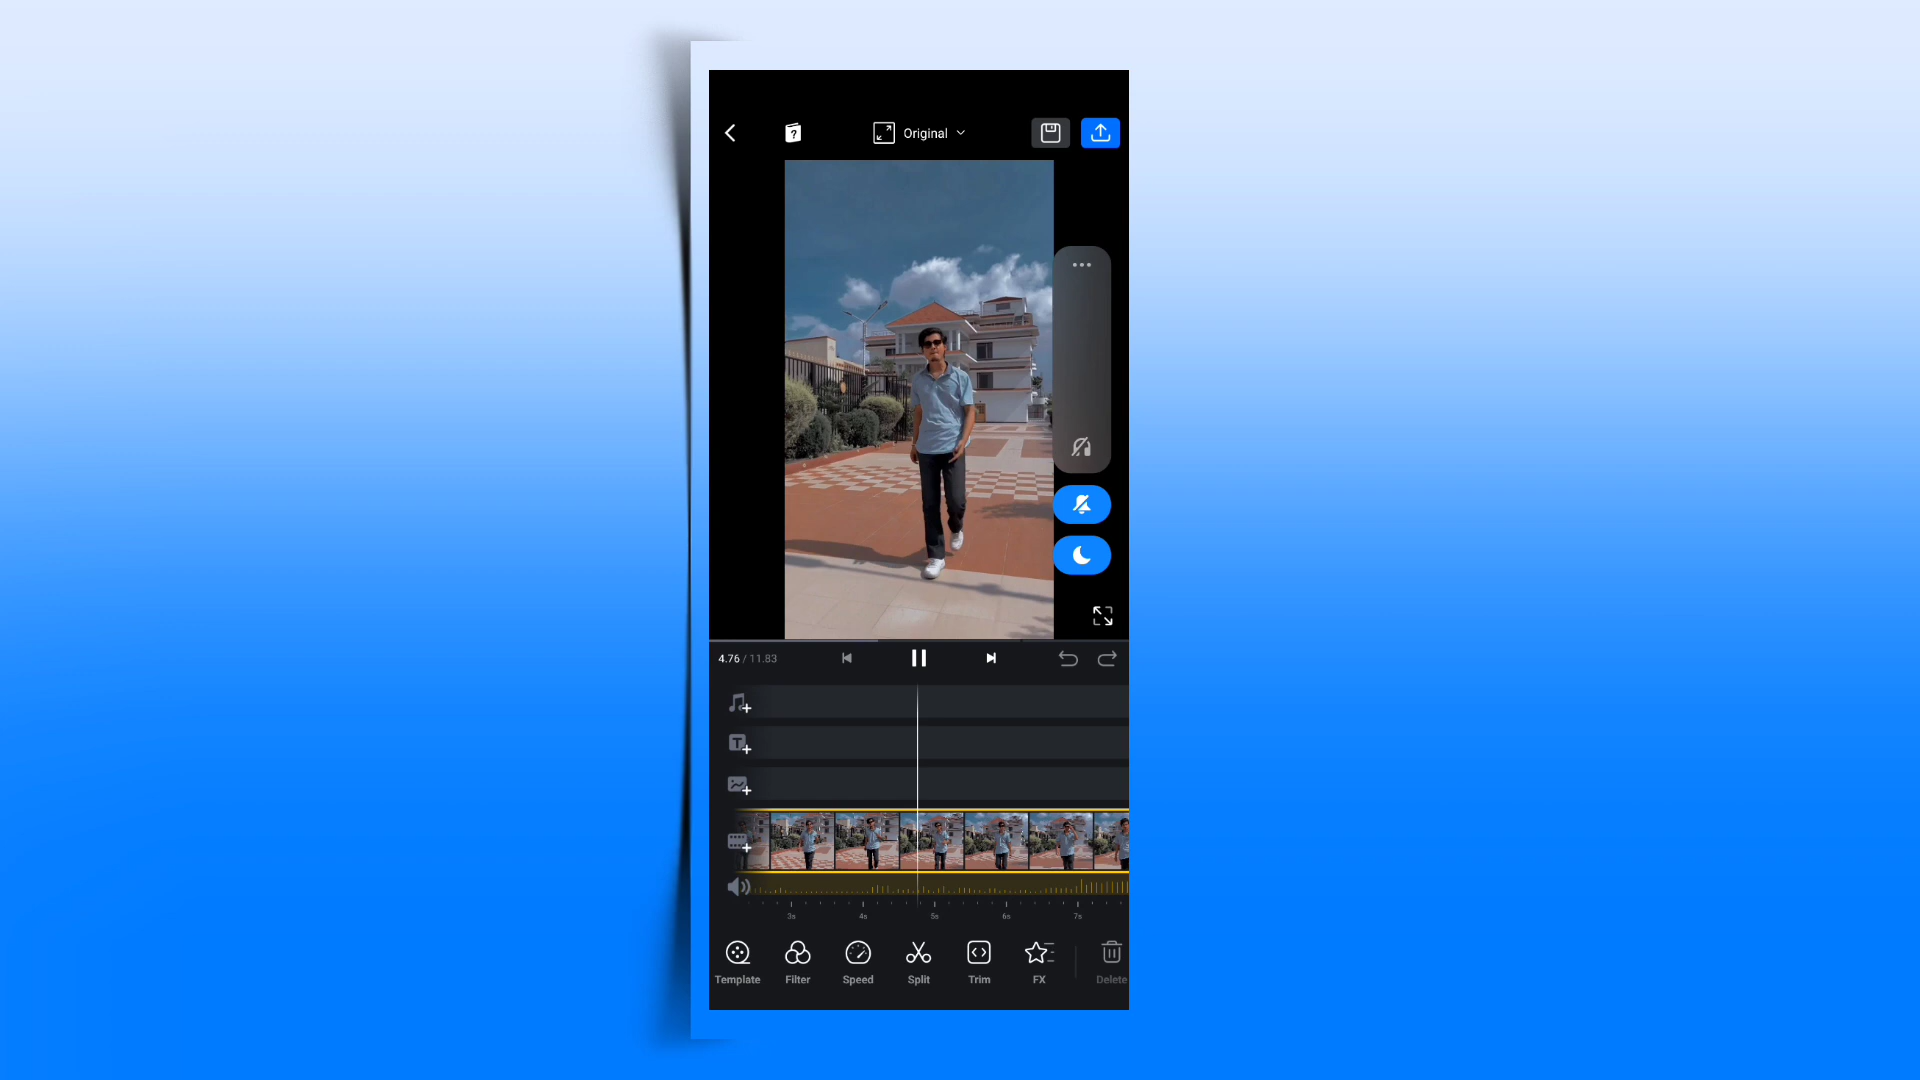 Original
4.76 / 11.83
3s 4s 5s 6s 7s
Template Filter Speed Split Trim FX Delete